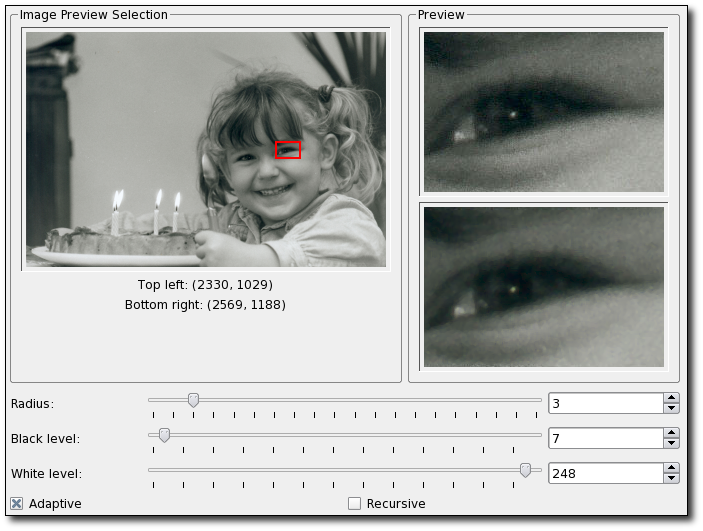 Image Preview Selection
Preview
Top left: (2330, 1029)
Bottom right: (2569, 1188)
Radius:
3
Black level:
7
White level:
248
Adaptive
Recursive